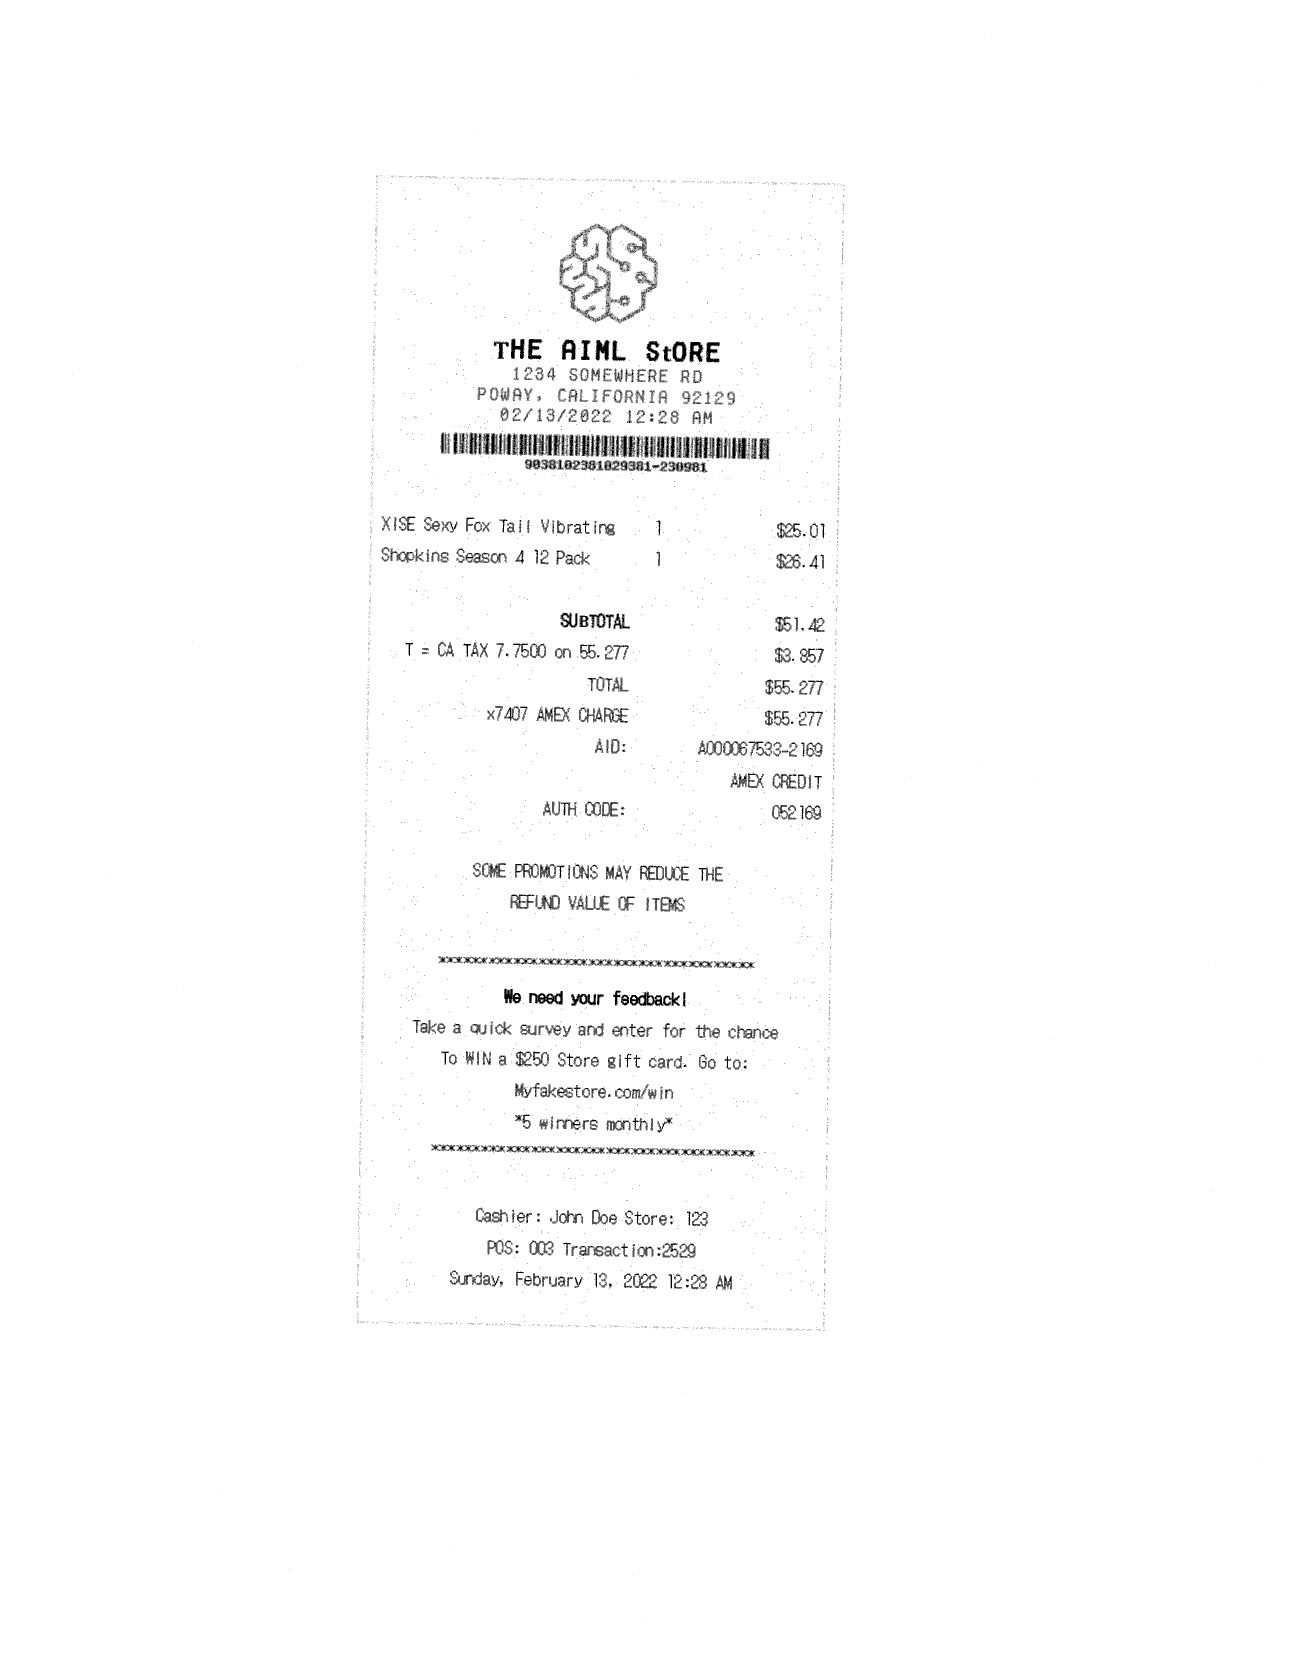 THE AIML StORE
1234 SOMEWHERE RD
POWAY, CALIFORNIA 92129
02/13/2022 12:28 AM
9038102381029381-230981
XISE Sexy Fox Tail Vibrating 1 $25.01
Shopkins Season 4 12 Pack 1 $26.41
SUBTOTAL $51.42
T = CA TAX 7.7500 on 55.277 $3.857
TOTAL $55.277
x7407 AMEX CHARGE $55.277
AID: A000067533-2169
AMEX CREDIT
AUTH CODE: 052169
SOME PROMOTIONS MAY REDUCE THE
REFUND VALUE OF ITEMS
We need your feedback!
Take a quick survey and enter for the chance
To WIN a $250 Store gift card. Go to:
Myfakestore.com/win
*5 winners monthly*
Cashier: John Doe Store: 123
POS: 003 Transaction:2529
Sunday, February 13, 2022 12:28 AM